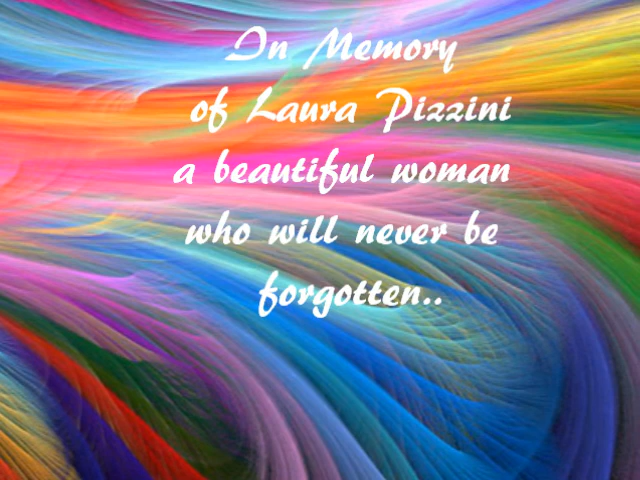 In Memory
of Laura Pizzini
a beautiful woman
who will never be
forgotten..